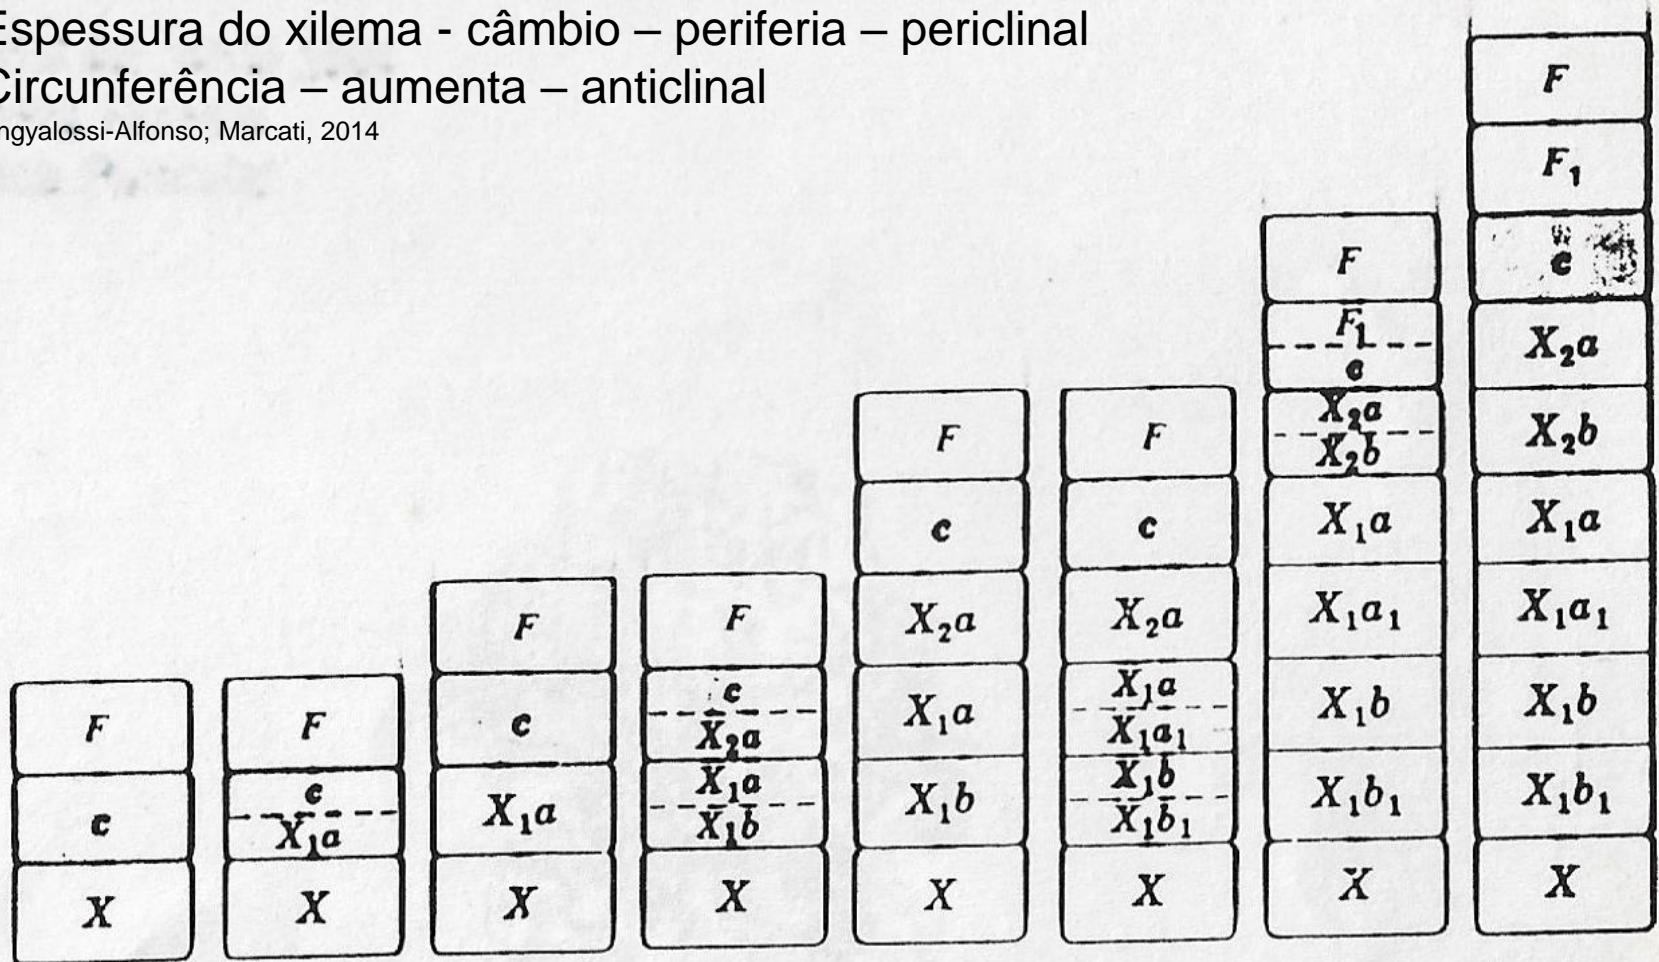 Espessura do xilema - câmbio – periferia – periclinal
Circunferência – aumenta – anticlinal
ngyalossi-Alfonso; Marcati, 2014
F
c
X
F
c
X₁a
X
F
c
X₁a
X
F
c
X₂a
X₁a
X₁b
X
F
c
X₂a
X₁a
X₁b
X
F
c
X₂a
X₁a
X₁a₁
X₁b
X₁b₁
X
F
F₁
c
X₂a
X₂b
X₁a
X₁a₁
X₁b
X₁b₁
X
F
F₁
c
X₂a
X₂b
X₁a
X₁a₁
X₁b
X₁b₁
X